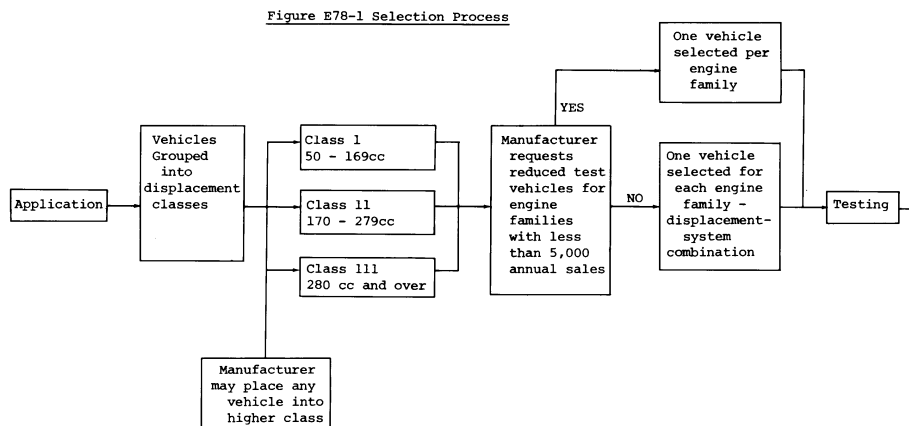 Figure E78-1 Selection Process
Application
Vehicles
Grouped
into
displacement
classes
Class l
50 - 169cc
Class ll
170 - 279cc
Class lll
280 cc and over
Manufacturer
may place any
vehicle into
higher class
Manufacturer
requests
reduced test
vehicles for
engine
families
with less
than 5,000
annual sales
YES
NO
One vehicle
selected per
engine
family
One vehicle
selected for
each engine
family -
displacement-
system
combination
Testing